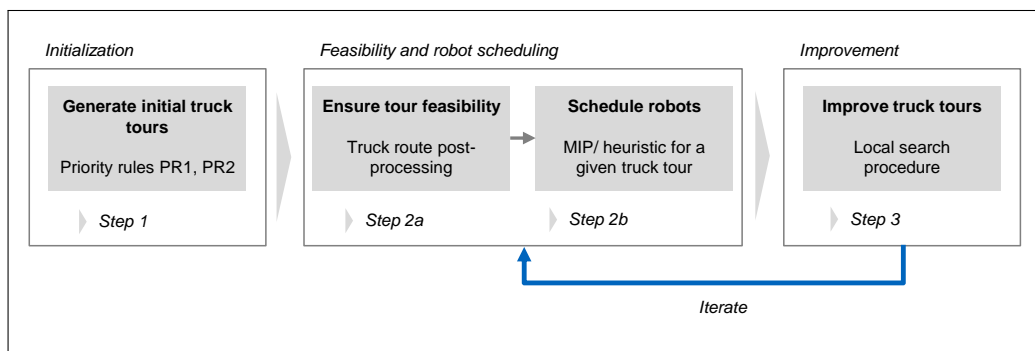 Initialization
Generate initial truck
tours
Priority rules PR1, PR2
Step 1
Feasibility and robot scheduling
Ensure tour feasibility
Truck route post-
processing
Step 2a
Schedule robots
MIP/ heuristic for a
given truck tour
Step 2b
Improvement
Improve truck tours
Local search
procedure
Step 3
Iterate